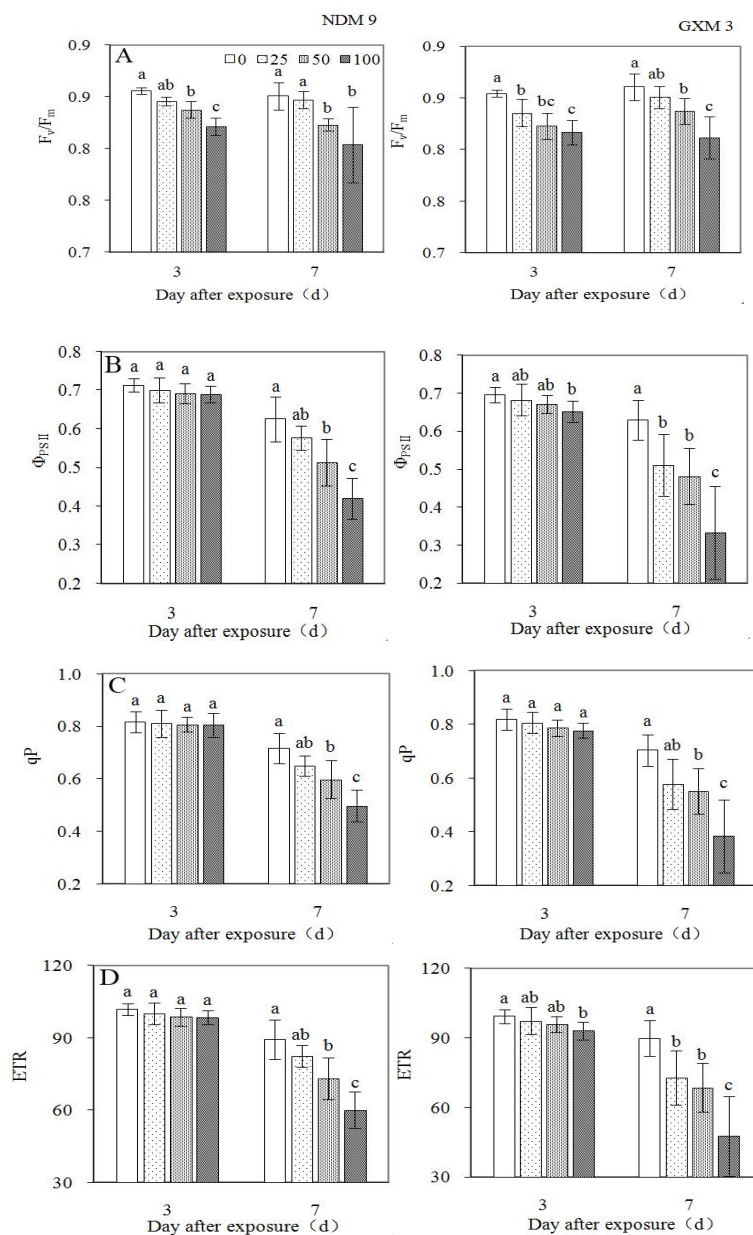 NDM 9
GXM 3
A
0 25 50 100
0.9
0.9
0.8
0.8
0.7
Fv/Fm
a ab b c a a b b
3 7
Day after exposure（d）
0.9
0.9
0.8
0.8
0.7
Fv/Fm
a b bc c a ab b c
3 7
Day after exposure（d）
B
0.8
0.7
0.6
0.5
0.4
0.3
0.2
ΦPSII
a a a a a ab b c
3 7
Day after exposure（d）
0.8
0.7
0.6
0.5
0.4
0.3
0.2
ΦPSII
a ab ab b a b b c
3 7
Day after exposure（d）
C
1.0
0.8
0.6
0.4
0.2
qP
a a a a a ab b c
3 7
Day after exposure（d）
1.0
0.8
0.6
0.4
0.2
qP
a a a a a ab b c
3 7
Day after exposure（d）
D
120
90
60
30
ETR
a a a a a ab b c
3 7
Day after exposure（d）
120
90
60
30
ETR
a ab ab b a b b c
3 7
Day after exposure（d）